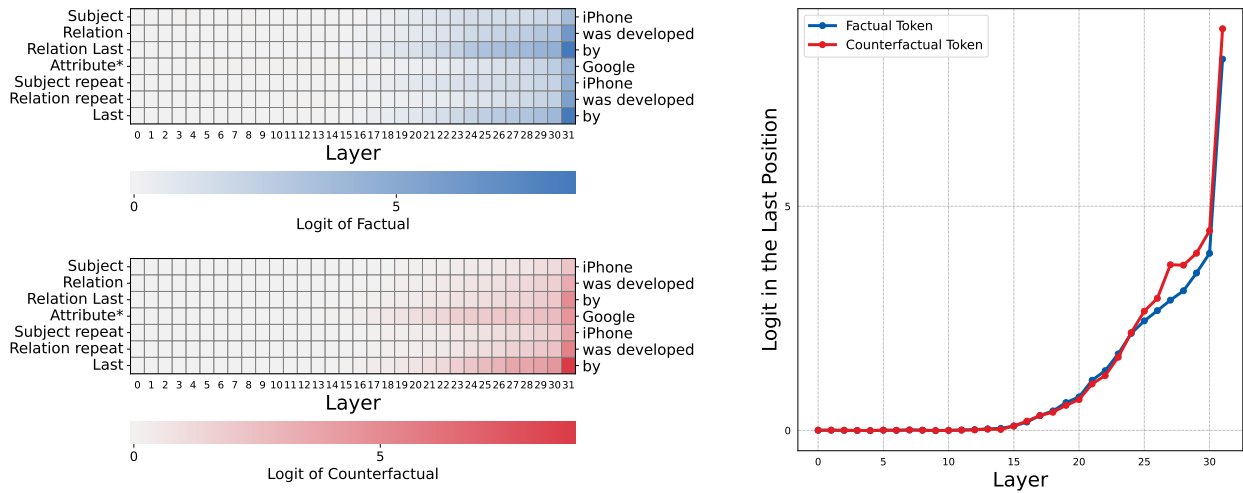 Subject
Relation
Relation Last
Attribute*
Subject repeat
Relation repeat
Last
iPhone
was developed
by
Google
iPhone
was developed
by
0 1 2 3 4 5 6 7 8 9 10 11 12 13 14 15 16 17 18 19 20 21 22 23 24 25 26 27 28 29 30 31
Layer
0 5
Logit of Factual
Subject
Relation
Relation Last
Attribute*
Subject repeat
Relation repeat
Last
iPhone
was developed
by
Google
iPhone
was developed
by
0 1 2 3 4 5 6 7 8 9 10 11 12 13 14 15 16 17 18 19 20 21 22 23 24 25 26 27 28 29 30 31
Layer
0 5
Logit of Counterfactual
Factual Token
Counterfactual Token
Logit in the Last Position
5
0
0 5 10 15 20 25 30
Layer